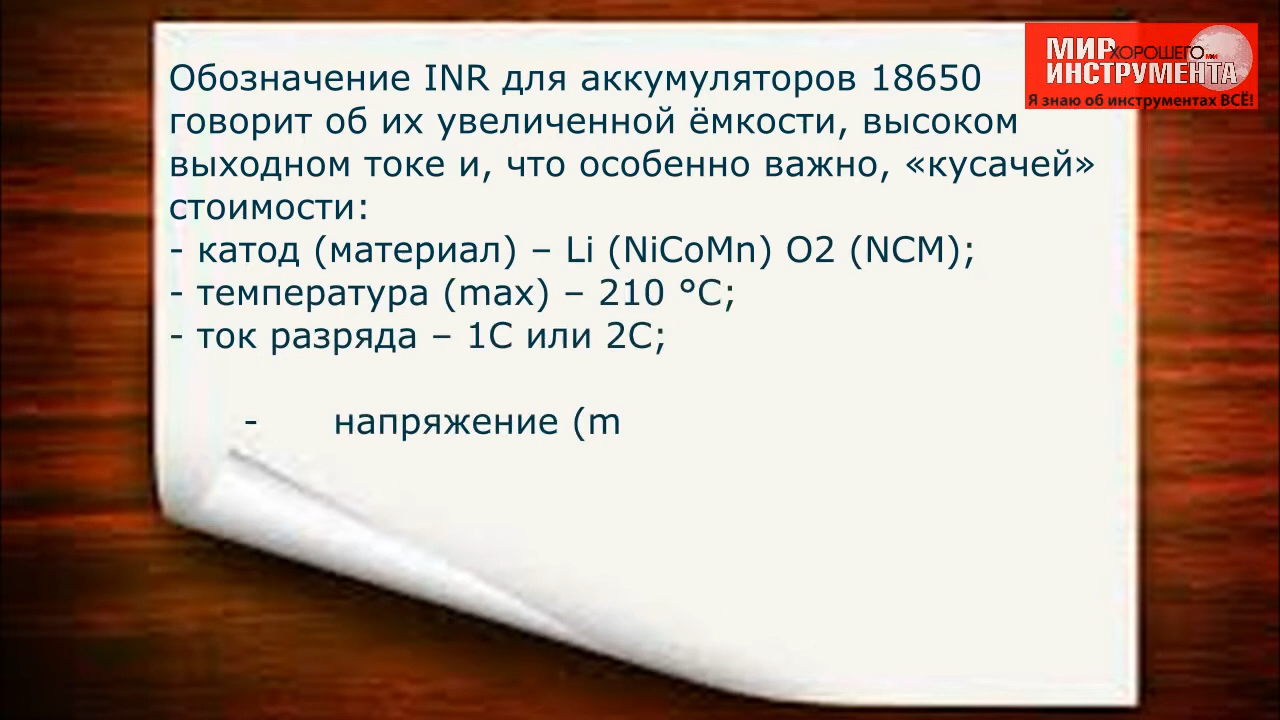 Обозначение INR для аккумуляторов 18650
говорит об их увеличенной ёмкости, высоком
выходном токе и, что особенно важно, «кусачей»
стоимости:
- катод (материал) – Li (NiCoMn) O2 (NCM);
- температура (max) – 210 °C;
- ток разряда – 1C или 2C;
- напряжение (m
МИР ХОРОШЕГО
ИНСТРУМЕНТА
Я знаю об инструментах ВСЁ!